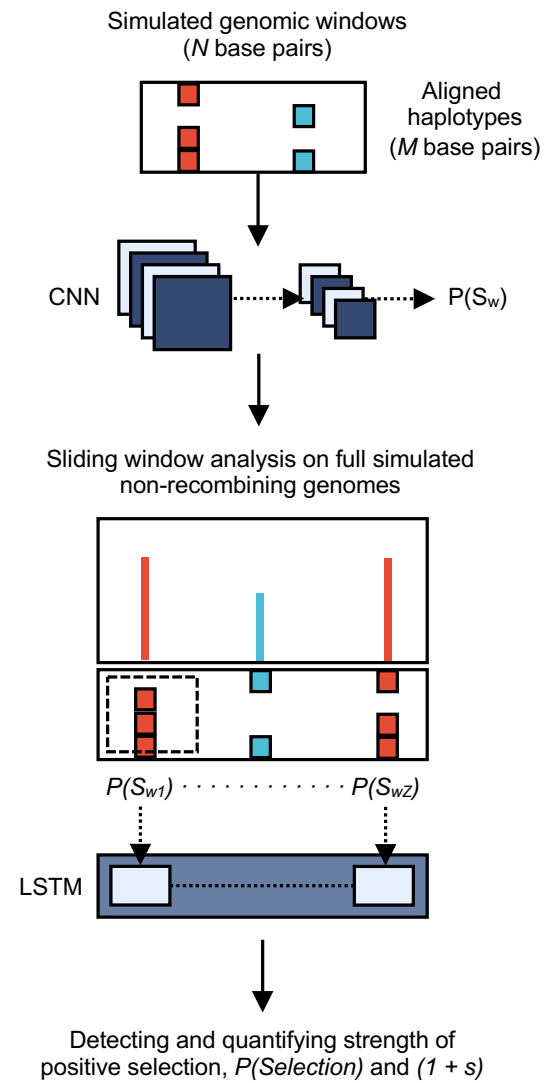 Simulated genomic windows
(N base pairs)
Aligned
haplotypes
(M base pairs)
CNN
P(Sw)
Sliding window analysis on full simulated
non-recombining genomes
P(Sw1) · · · · · · · · · · · · P(SwZ)
LSTM
Detecting and quantifying strength of
positive selection, P(Selection) and (1 + s)